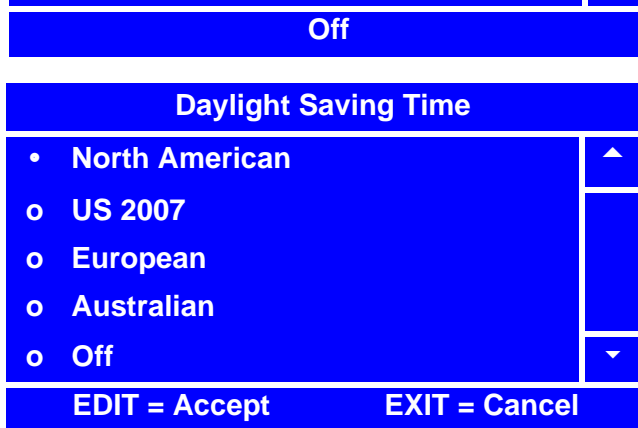 Off
Daylight Saving Time
• North American
o US 2007
o European
o Australian
o Off
EDIT = Accept EXIT = Cancel